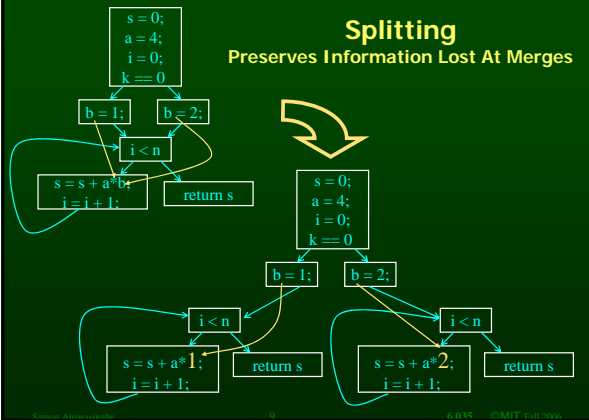 Splitting
Preserves Information Lost At Merges
s = 0;
a = 4;
i = 0;
k == 0
b = 1;
b = 2;
i < n
s = s + a*b;
i = i + 1;
return s
s = 0;
a = 4;
i = 0;
k == 0
b = 1;
b = 2;
i < n
s = s + a*1;
i = i + 1;
return s
i < n
s = s + a*2;
i = i + 1;
return s
Saman Amarasinghe
9
6.035 ©MIT Fall 2006